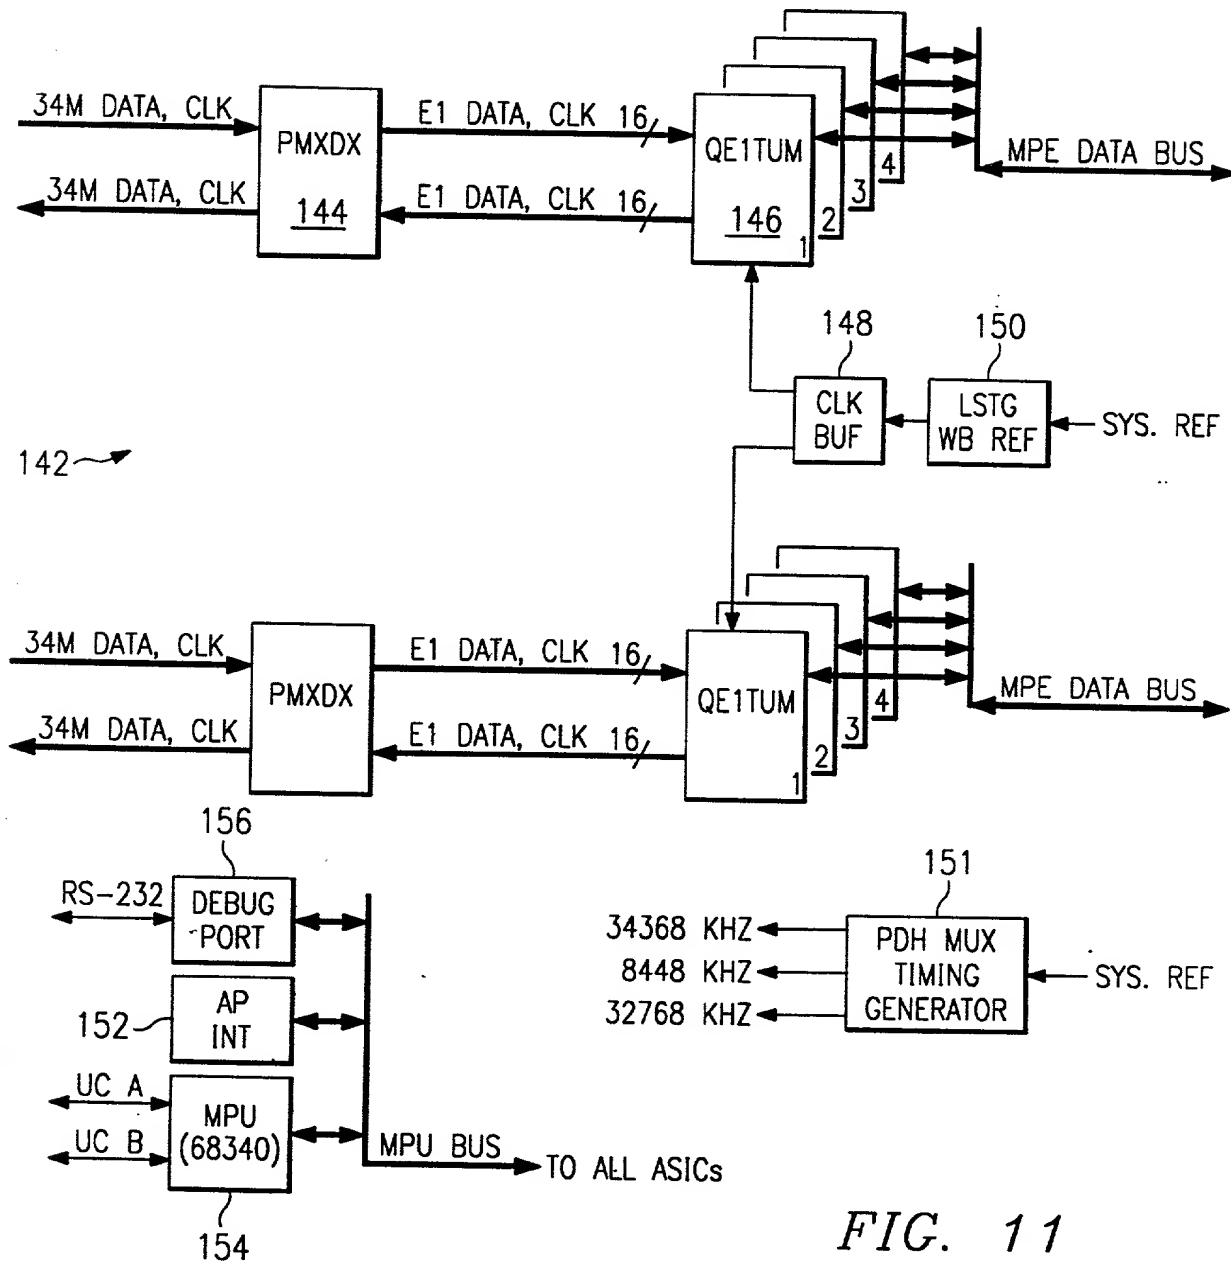 34M DATA, CLK
34M DATA, CLK
PMXDX
144
E1 DATA, CLK 16
E1 DATA, CLK 16
QE1TUM
146
1
2
3
4
MPE DATA BUS
148
150
CLK
BUF
LSTG
WB REF
SYS. REF
142
34M DATA, CLK
34M DATA, CLK
PMXDX
E1 DATA, CLK 16
E1 DATA, CLK 16
QE1TUM
1
2
3
4
MPE DATA BUS
156
RS-232
DEBUG
PORT
152
AP
INT
UC A
UC B
MPU
(68340)
154
MPU BUS
TO ALL ASICs
151
34368 KHZ
8448 KHZ
32768 KHZ
PDH MUX
TIMING
GENERATOR
SYS. REF
FIG. 11